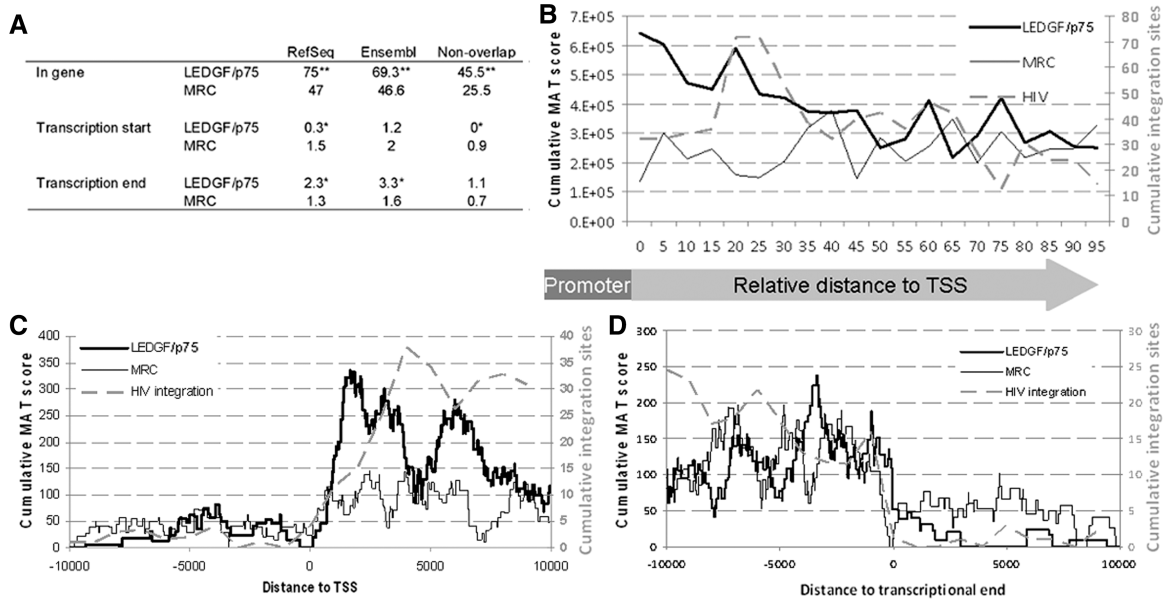 A
RefSeq Ensembl Non-overlap
In gene LEDGF/p75 75** 69.3** 45.5**
MRC 47 46.6 25.5
Transcription start LEDGF/p75 0.3* 1.2 0*
MRC 1.5 2 0.9
Transcription end LEDGF/p75 2.3* 3.3* 1.1
MRC 1.3 1.6 0.7
B
Cumulative MAT score
7.E+05
6.E+05
5.E+05
4.E+05
3.E+05
2.E+05
1.E+05
0.E+00
LEDGF/p75
MRC
HIV
80
70
60
50
40
30
20
10
0
Cumulative integration sites
0 5 10 15 20 25 30 35 40 45 50 55 60 65 70 75 80 85 90 95
Promoter Relative distance to TSS
C
Cumulative MAT score
400
350
300
250
200
150
100
50
0
LEDGF/p75
MRC
HIV integration
40
35
30
25
20
15
10
5
0
Cumulative integration sites
-10000 -5000 0 5000 10000
Distance to TSS
D
Cumulative MAT score
300
250
200
150
100
50
0
LEDGF/p75
MRC
HIV integration
30
25
20
15
10
5
0
Cumulative integration sites
-10000 -5000 0 5000 10000
Distance to transcriptional end